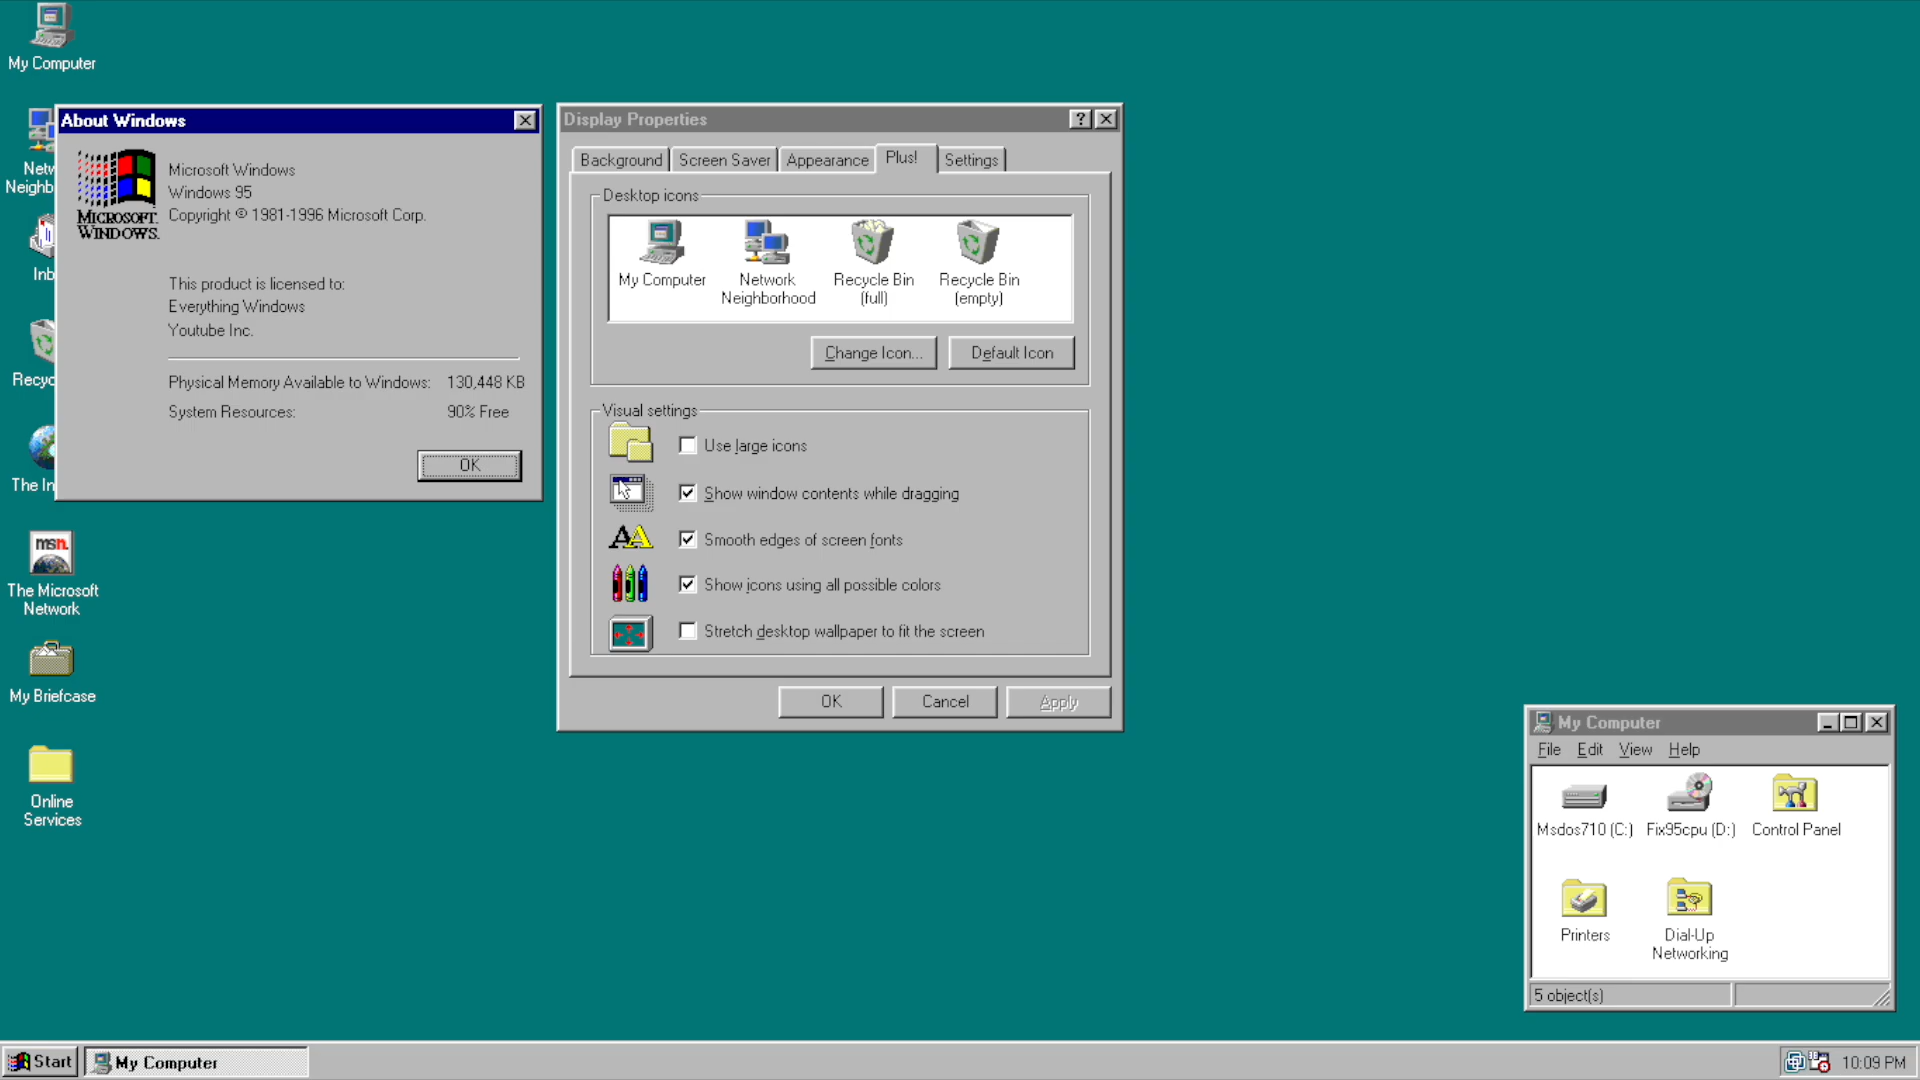 My Computer
Netw
Neighb
Inb
Recyc
The In
msn.
The Microsoft
Network
My Briefcase
Online
Services
About Windows
MICROSOFT.
WINDOWS.
Microsoft Windows
Windows 95
Copyright © 1981-1996 Microsoft Corp.
This product is licensed to:
Everything Windows
Youtube Inc.
Physical Memory Available to Windows: 130,448 KB
System Resources: 90% Free
OK
Display Properties
?
Background Screen Saver Appearance Plus! Settings
Desktop icons
My Computer
Network
Neighborhood
Recycle Bin
(full)
Recycle Bin
(empty)
Change Icon...
Default Icon
Visual settings
Use large icons
Show window contents while dragging
AA
Smooth edges of screen fonts
Show icons using all possible colors
Stretch desktop wallpaper to fit the screen
OK Cancel Apply
My Computer
File Edit View Help
Msdos710 (C:)
Fix95cpu (D:)
Control Panel
Printers
Dial-Up
Networking
5 object(s)
Start
My Computer
10:09 PM